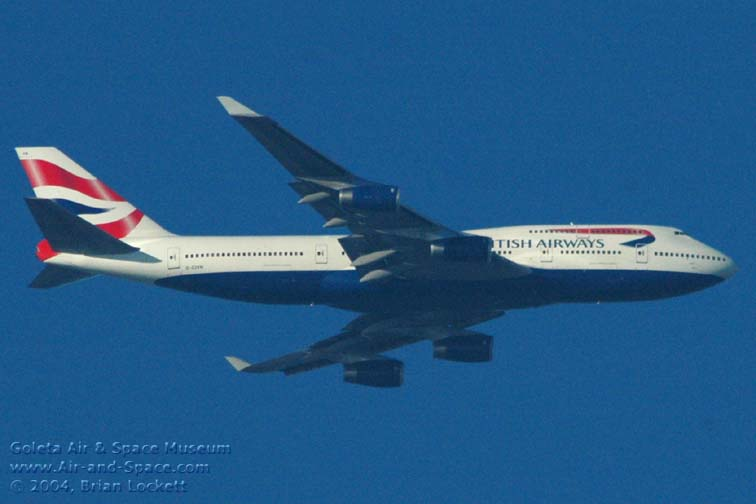 TISH AIRWAYS
Goleta Air & Space Museum
www.Air-and-Space.com
© 2004, Brian Lockett